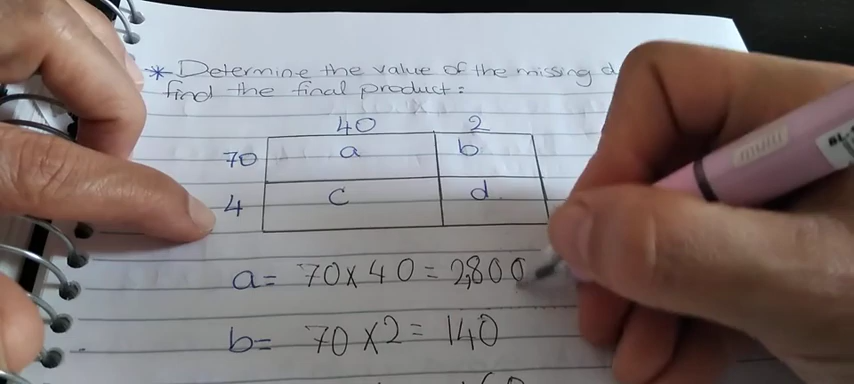 * Determine the value of the missing
find the final product:
40 2
70 a b
4 c d
a= 70x40=2,800
b= 70x2=140